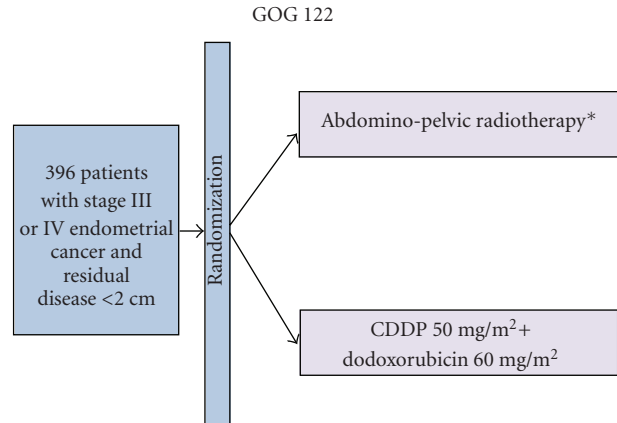 GOG 122
396 patients
with stage III
or IV endometrial
cancer and
residual
disease <2 cm
Randomization
Abdomino-pelvic radiotherapy*
CDDP 50 mg/m²+
dodoxorubicin 60 mg/m²